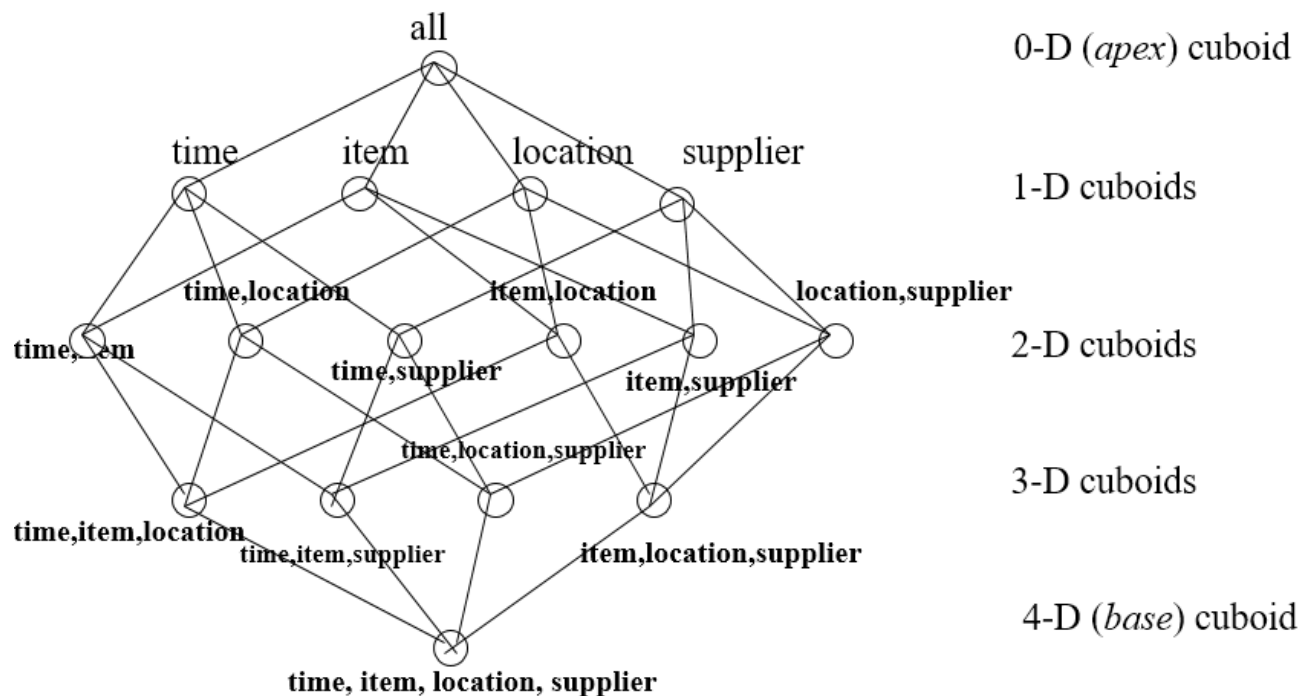 all
0-D (apex) cuboid
time
item
location
supplier
1-D cuboids
time,location
item,location
location,supplier
time,item
2-D cuboids
time,supplier
item,supplier
time,location,supplier
3-D cuboids
time,item,location
time,item,supplier
item,location,supplier
4-D (base) cuboid
time, item, location, supplier